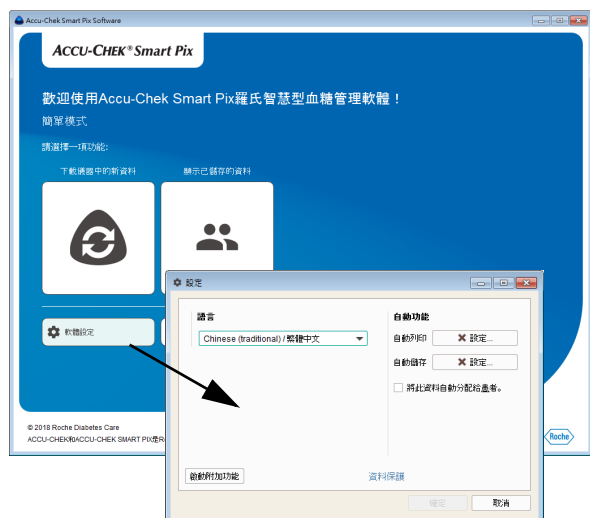 Accu-Chek Smart Pix Software
ACCU-CHEK® Smart Pix
歡迎使用Accu-Chek Smart Pix羅氏智慧型血糖管理軟體！
簡單模式
請選擇一項功能:
下載儀器中的新資料
顯示已儲存的資料
軟體設定
© 2018 Roche Diabetes Care
ACCU-CHEK和ACCU-CHEK SMART PIX是R
Roche
設定
語言
Chinese (traditional) / 繁體中文
自動功能
自動列印
設定...
自動儲存
設定...
將此資料自動分配給患者。
啟動附加功能
資料保護
確定
取消